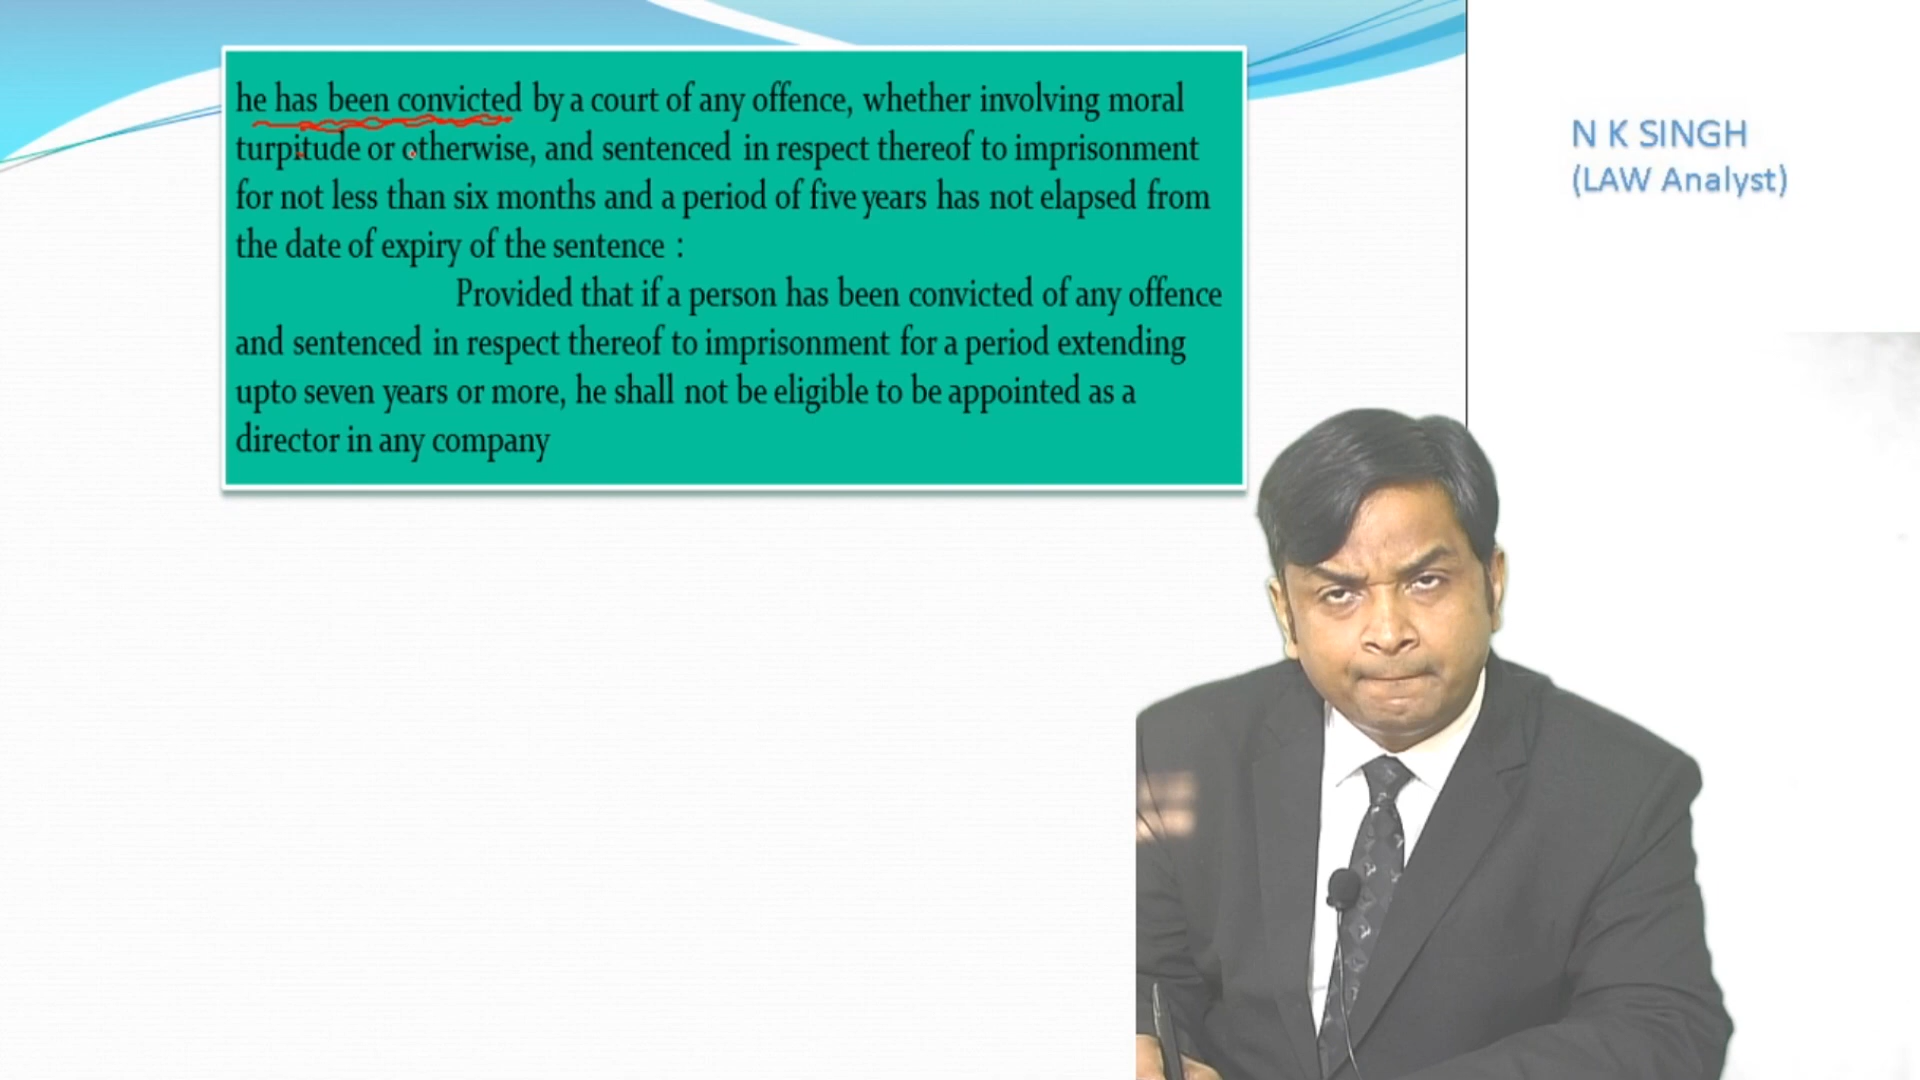 he has been convicted by a court of any offence, whether involving moral
turpitude or otherwise, and sentenced in respect thereof to imprisonment
for not less than six months and a period of five years has not elapsed from
the date of expiry of the sentence :
Provided that if a person has been convicted of any offence
and sentenced in respect thereof to imprisonment for a period extending
upto seven years or more, he shall not be eligible to be appointed as a
director in any company
N K SINGH
(LAW Analyst)